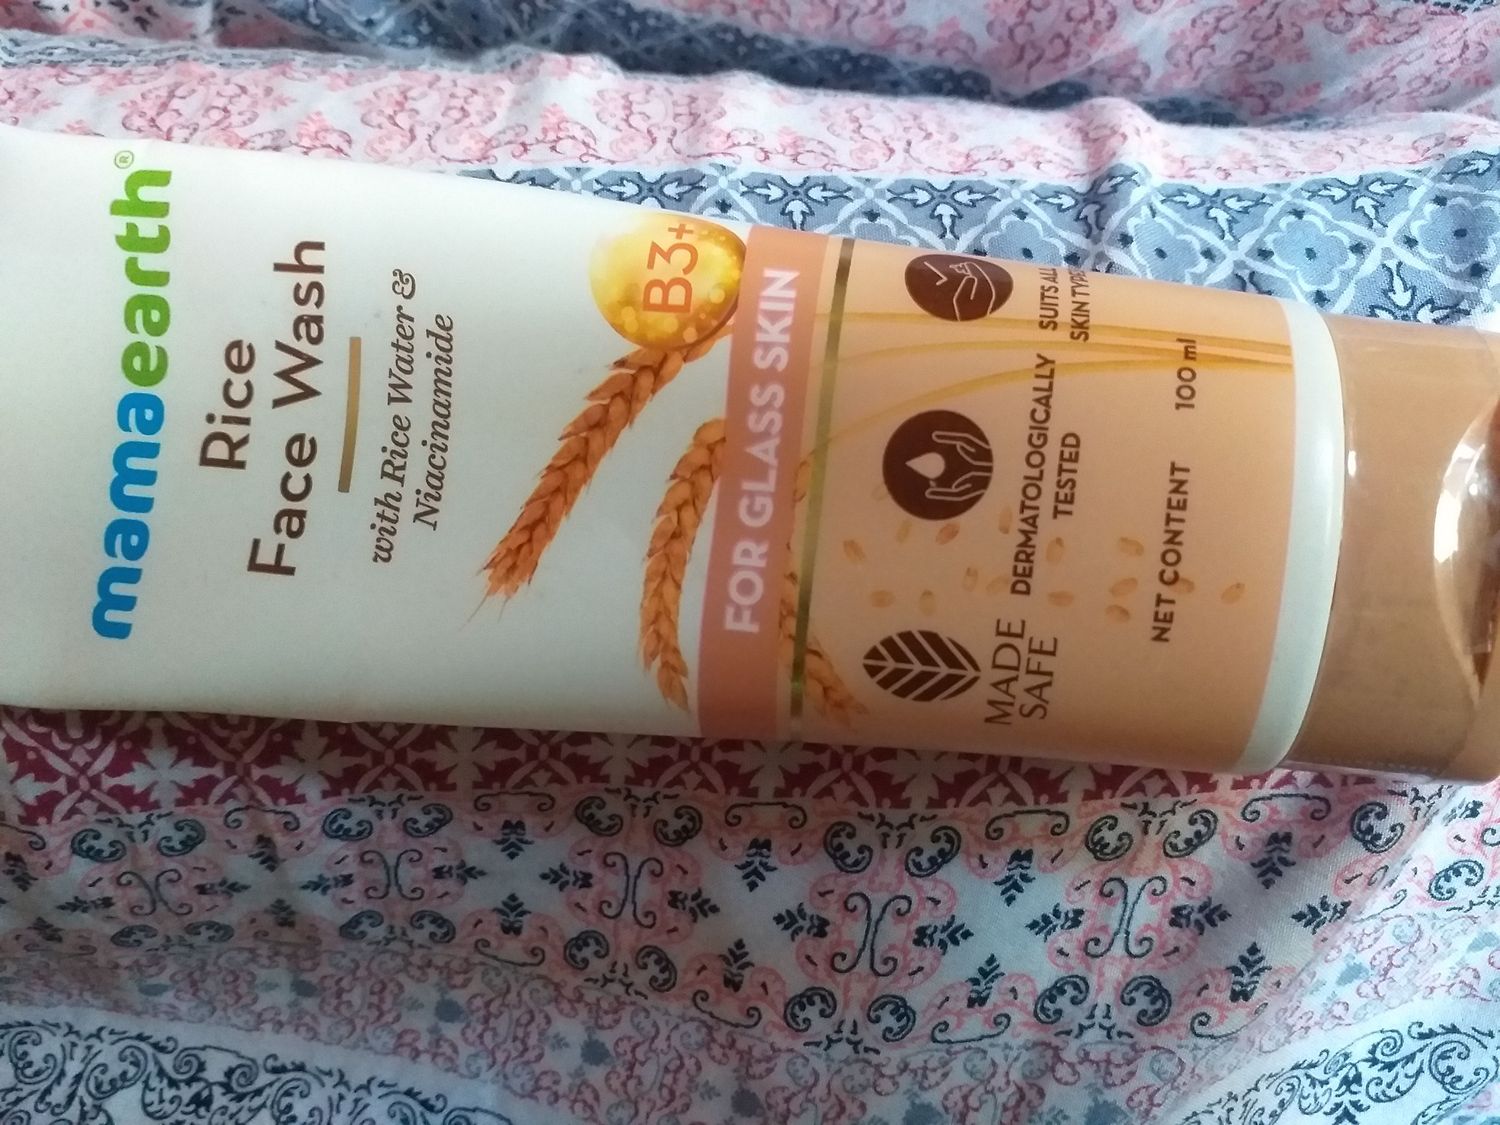 mamaearth®
Rice
Face Wash
with Rice Water &
Niacinamide
B3+
FOR GLASS SKIN
MADE
SAFE
DERMATOLOGICALLY
TESTED
SUITS ALL
SKIN TYPES
NET CONTENT 100 ml